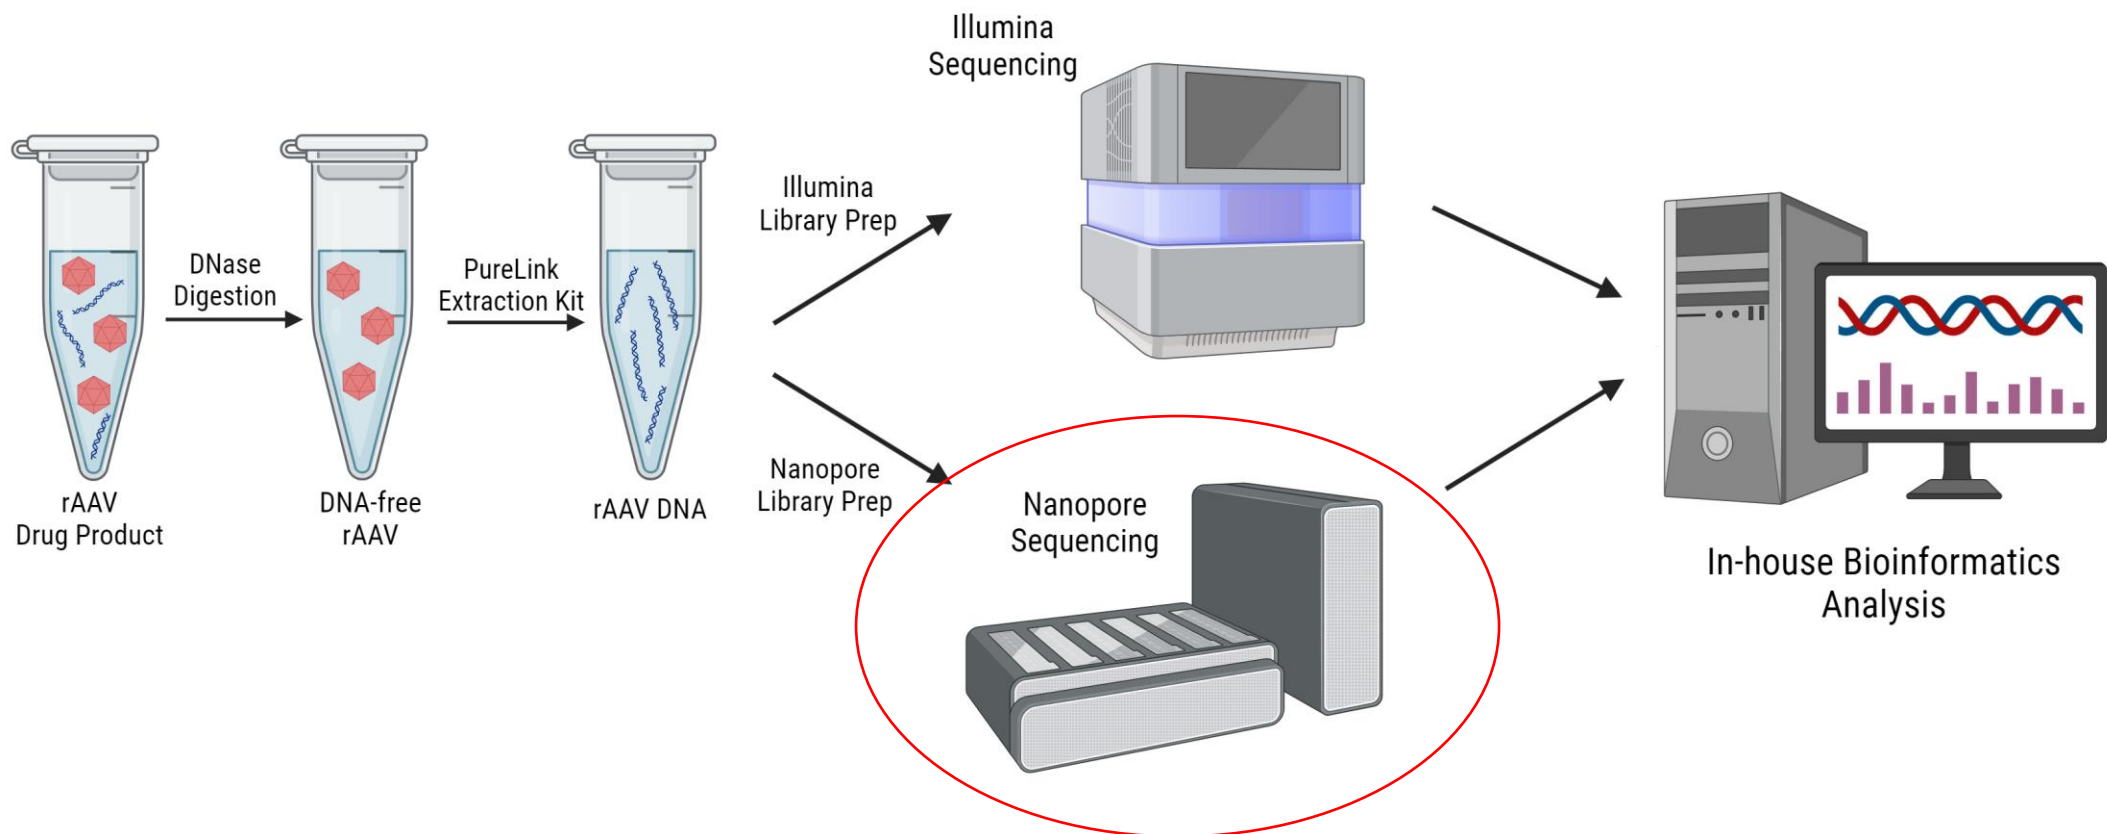 rAAV
Drug Product
DNase
Digestion
DNA-free
rAAV
PureLink
Extraction Kit
rAAV DNA
Illumina
Library Prep
Illumina
Sequencing
Nanopore
Library Prep
Nanopore
Sequencing
In-house Bioinformatics
Analysis